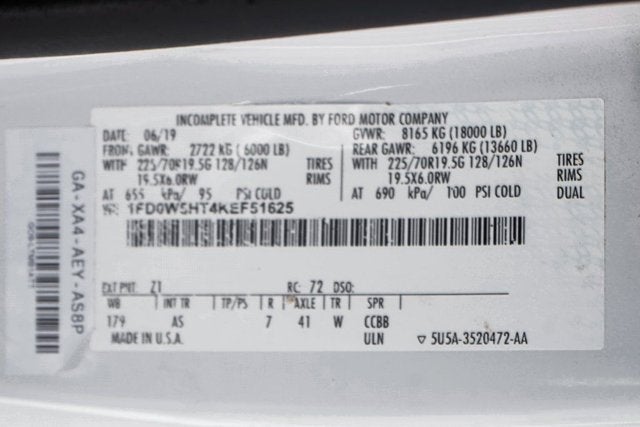 INCOMPLETE VEHICLE MFD. BY FORD MOTOR COMPANY
DATE: 06/19 GVWR: 8165 KG (18000 LB)
FRONT GAWR: 2722 KG (6000 LB) REAR GAWR: 6196 KG (13660 LB)
WITH 225/70R19.5G 128/126N TIRES WITH 225/70R19.5G 128/126N TIRES
19.5X6.0RW RIMS 19.5X6.0RW RIMS
AT 655 kPa/ 95 PSI COLD AT 690 kPa/ 100 PSI COLD DUAL
1FD0W5HT4KEF51625
EXT PNT: Z1 RC: 72 DSO:
WB INT TR TP/PS R AXLE TR SPR
179 AS 7 41 W CCBB
MADE IN U.S.A. ULN 5U5A-3520472-AA
GA-XA4-AEY-AS8P